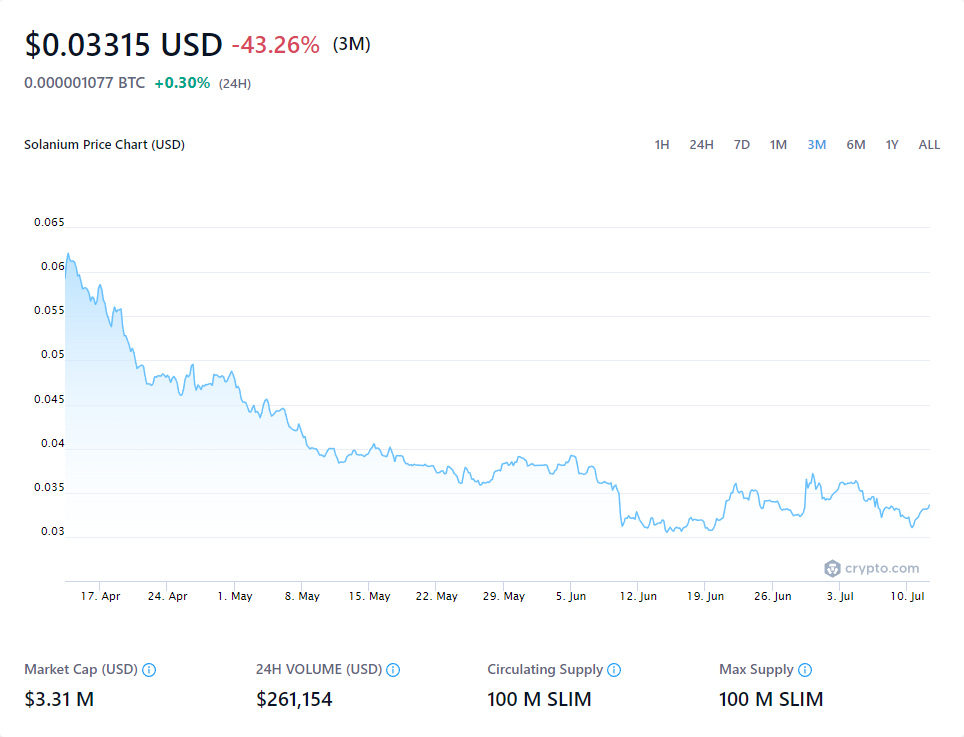 $0.03315 USD -43.26% (3M)
0.000001077 BTC +0.30% (24H)
Solanium Price Chart (USD)
1H 24H 7D 1M 3M 6M 1Y ALL
0.065
0.06
0.055
0.05
0.045
0.04
0.035
0.03
crypto.com
17. Apr 24. Apr 1. May 8. May 15. May 22. May 29. May 5. Jun 12. Jun 19. Jun 26. Jun 3. Jul 10. Jul
Market Cap (USD) 24H VOLUME (USD) Circulating Supply Max Supply
$3.31 M $261,154 100 M SLIM 100 M SLIM